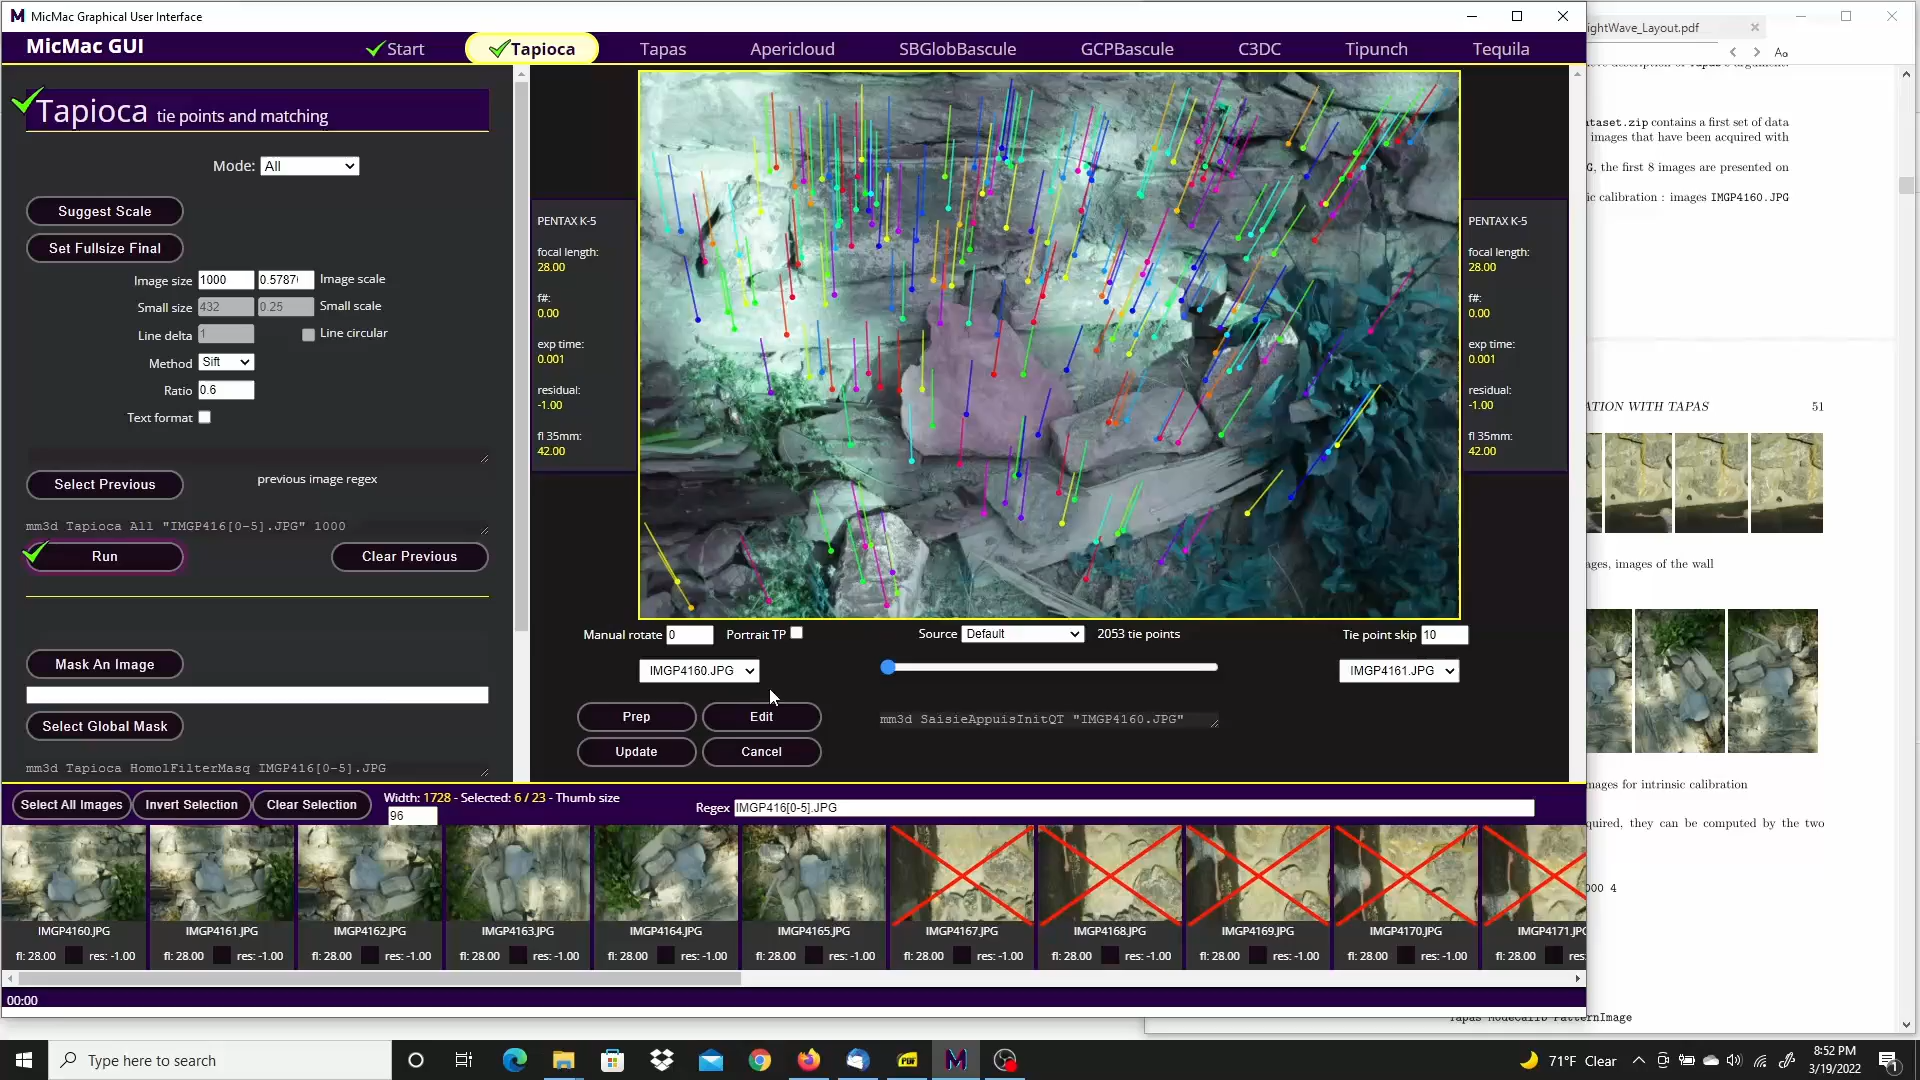 MicMac Graphical User Interface
MicMac GUI
Start
Tapioca
Tapas
Apericloud
SBGlobBascule
GCPBascule
C3DC
Tipunch
Tequila
Tapioca tie points and matching
Mode: All
Suggest Scale
Set Fullsize Final
Image size 1000 0.5787 Image scale
Small size 432 0.25 Small scale
Line delta 1 Line circular
Method Sift
Ratio 0.6
Text format
Select Previous previous image regex
mm3d Tapioca All "IMGP416[0-5].JPG" 1000
Run Clear Previous
Mask An Image
Select Global Mask
mm3d Tapioca HomolFilterMasq IMGP416[0-5].JPG
PENTAX K-5
focal length:
28.00
f#:
0.00
exp time:
0.001
residual:
-1.00
fl 35mm:
42.00
PENTAX K-5
focal length:
28.00
f#:
0.00
exp time:
0.001
residual:
-1.00
fl 35mm:
42.00
Manual rotate 0 Portrait TP Source Default 2053 tie points Tie point skip 10
IMGP4160.JPG IMGP4161.JPG
Prep Edit
mm3d SaisieAppuisInitQT "IMGP4160.JPG"
Update Cancel
Select All Images Invert Selection Clear Selection Width: 1728 - Selected: 6 / 23 - Thumb size
96
Regex IMGP416[0-5].JPG
IMGP4160.JPG IMGP4161.JPG IMGP4162.JPG IMGP4163.JPG IMGP4164.JPG IMGP4165.JPG IMGP4167.JPG IMGP4168.JPG IMGP4169.JPG IMGP4170.JPG IMGP4171.JPG
fl: 28.00 res: -1.00 fl: 28.00 res: -1.00 fl: 28.00 res: -1.00 fl: 28.00 res: -1.00 fl: 28.00 res: -1.00 fl: 28.00 res: -1.00 fl: 28.00 res: -1.00 fl: 28.00 res: -1.00 fl: 28.00 res: -1.00 fl: 28.00 res: -1.00 fl: 28.00 res:
00:00
ightWave_Layout.pdf
ataset.zip contains a first set of data
images that have been acquired with
G, the first 8 images are presented on
ic calibration : images IMGP4160.JPG
ATION WITH TAPAS 51
ages, images of the wall
mages for intrinsic calibration
quired, they can be computed by the two
000 4
Tapas ModeCalib PatternImage
Type here to search
PDF
71°F Clear
8:52 PM
3/19/2022
1